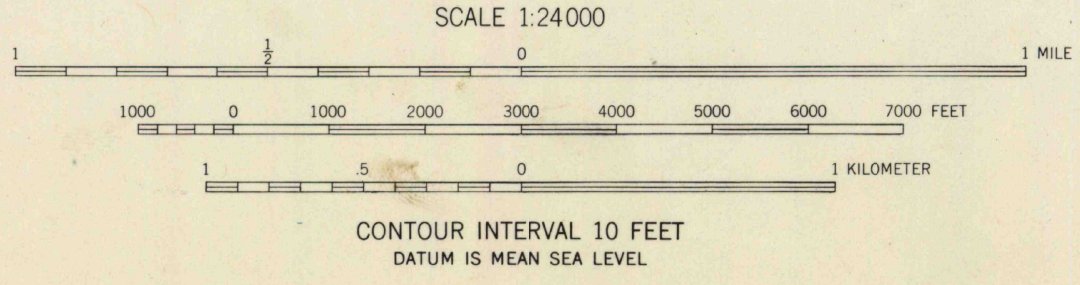 SCALE 1:24000
1 1/2 0 1 MILE
1000 0 1000 2000 3000 4000 5000 6000 7000 FEET
1 .5 0 1 KILOMETER
CONTOUR INTERVAL 10 FEET
DATUM IS MEAN SEA LEVEL